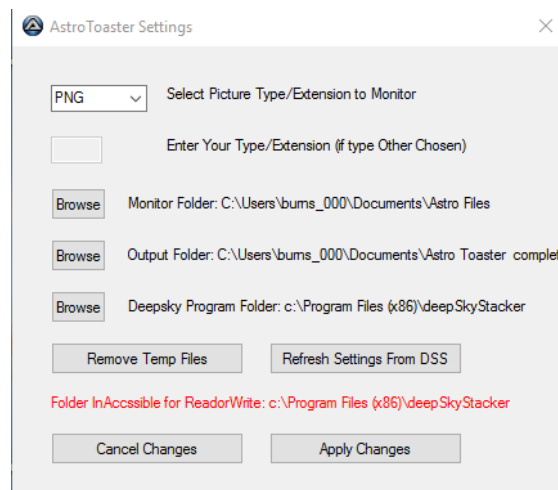 AstroToaster Settings
PNG
Select Picture Type/Extension to Monitor
Enter Your Type/Extension (if type Other Chosen)
Browse
Monitor Folder: C:\Users\burns_000\Documents\Astro Files
Browse
Output Folder: C:\Users\burns_000\Documents\Astro Toaster complet
Browse
Deepsky Program Folder: c:\Program Files (x86)\deepSkyStacker
Remove Temp Files
Refresh Settings From DSS
Folder InAccssible for ReadorWrite: c:\Program Files (x86)\deepSkyStacker
Cancel Changes
Apply Changes